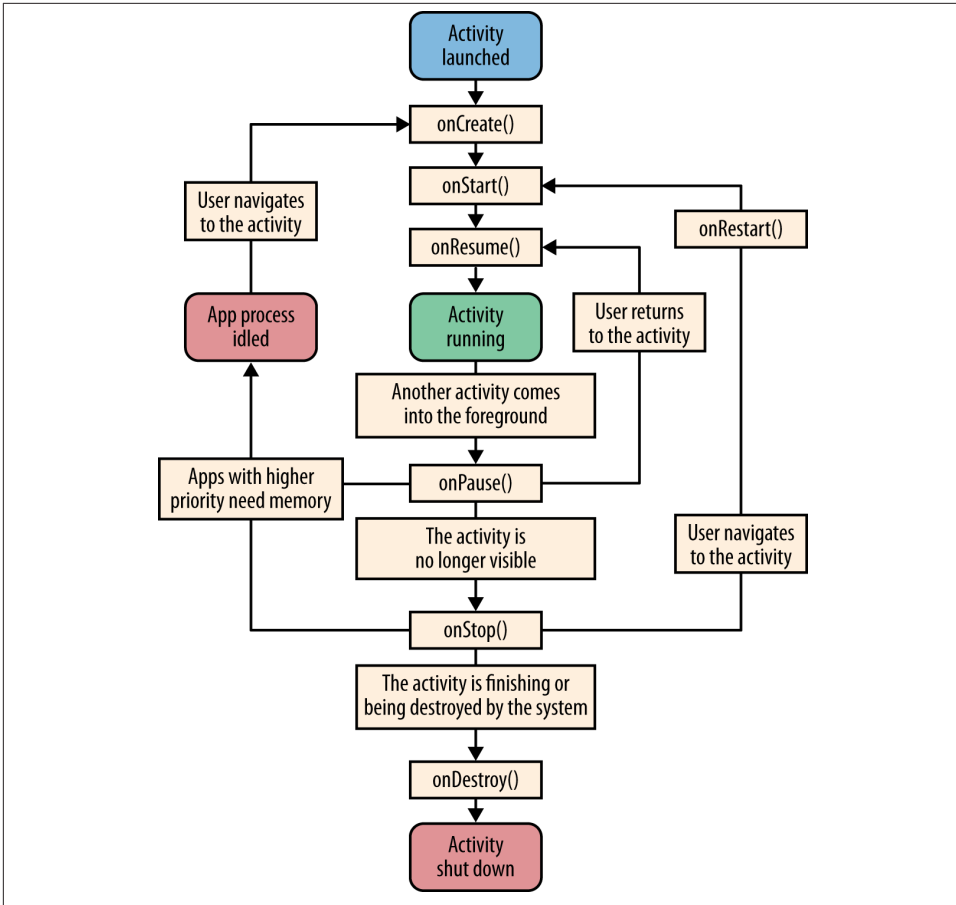 Activity
launched
onCreate()
onStart()
User navigates
to the activity
onRestart()
onResume()
App process
idled
Activity
running
User returns
to the activity
Another activity comes
into the foreground
Apps with higher
priority need memory
onPause()
The activity is
no longer visible
User navigates
to the activity
onStop()
The activity is finishing or
being destroyed by the system
onDestroy()
Activity
shut down